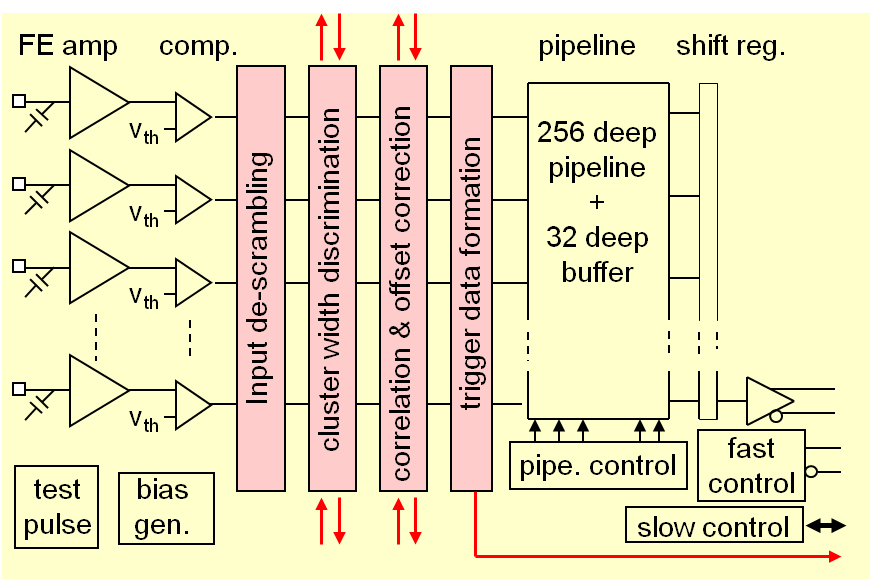 FE amp
comp.
pipeline
shift reg.
Vth
Vth
Vth
Vth
Input de-scrambling
cluster width discrimination
correlation & offset correction
trigger data formation
256 deep
pipeline
+
32 deep
buffer
test
pulse
bias
gen.
pipe. control
fast
control
slow control